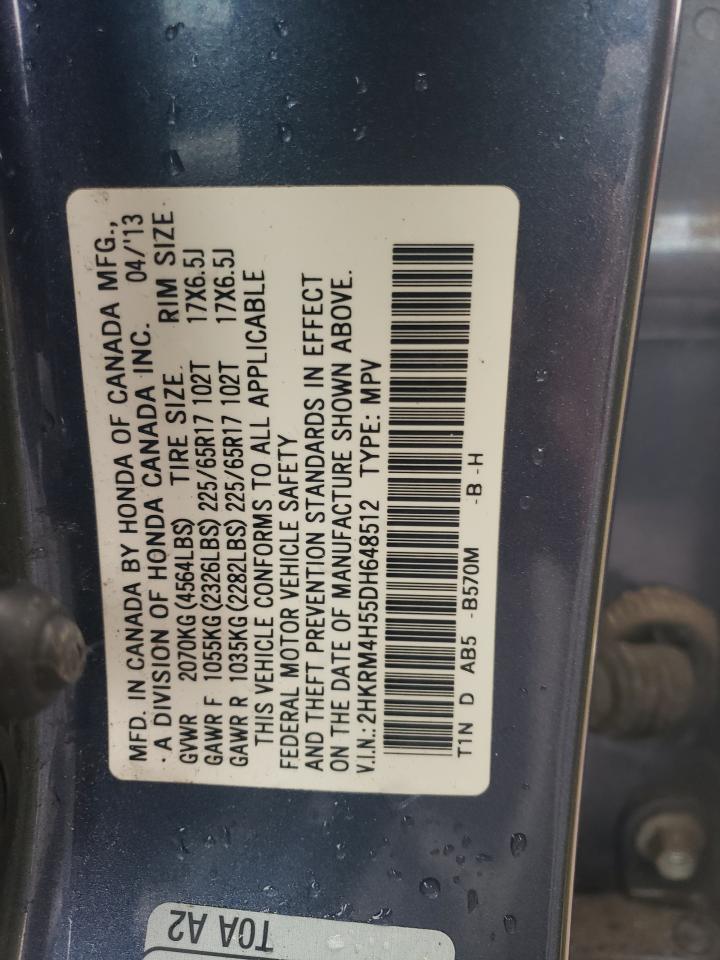 MFD. IN CANADA BY HONDA OF CANADA MFG.,
· A DIVISION OF HONDA CANADA INC. 04/'13
GVWR 2070KG(4564LBS) TIRE SIZE. RIM SIZE·
GAWR F 1055KG(2326LBS) 225/65R17 102T 17X6.5J
GAWR R 1035KG(2282LBS) 225/65R17 102T 17X6.5J
THIS VEHICLE CONFORMS TO ALL APPLICABLE
FEDERAL MOTOR VEHICLE SAFETY
AND THEFT PREVENTION STANDARDS IN EFFECT
ON THE DATE OF MANUFACTURE SHOWN ABOVE.
V.I.N.: 2HKRM4H55DH648512 TYPE: MPV
T1N D AB5 -B570M -B -H
T0A A2